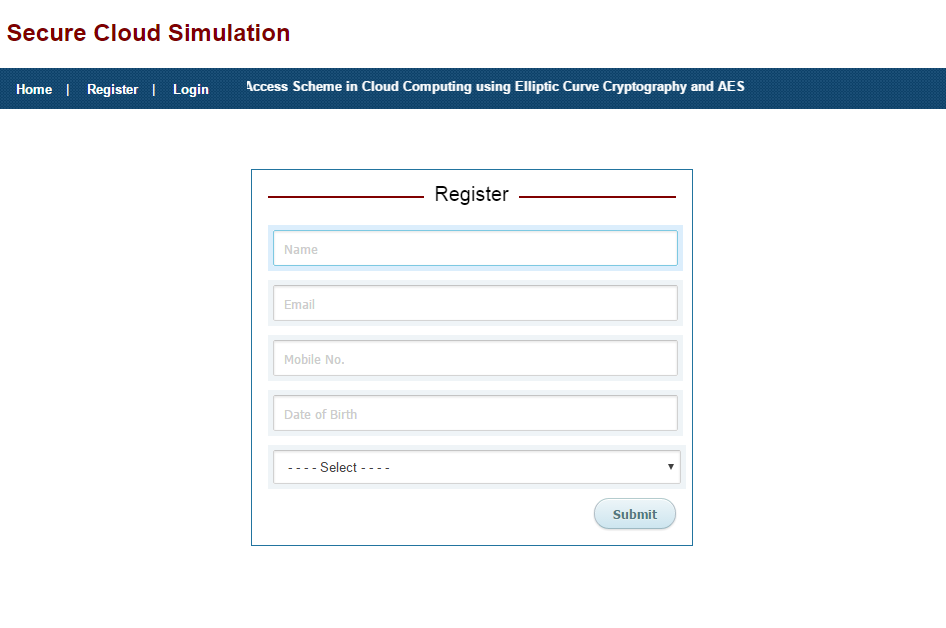 Secure Cloud Simulation
Home | Register | Login Access Scheme in Cloud Computing using Elliptic Curve Cryptography and AES
Register
Name
Email
Mobile No.
Date of Birth
- - - - Select - - - -
Submit